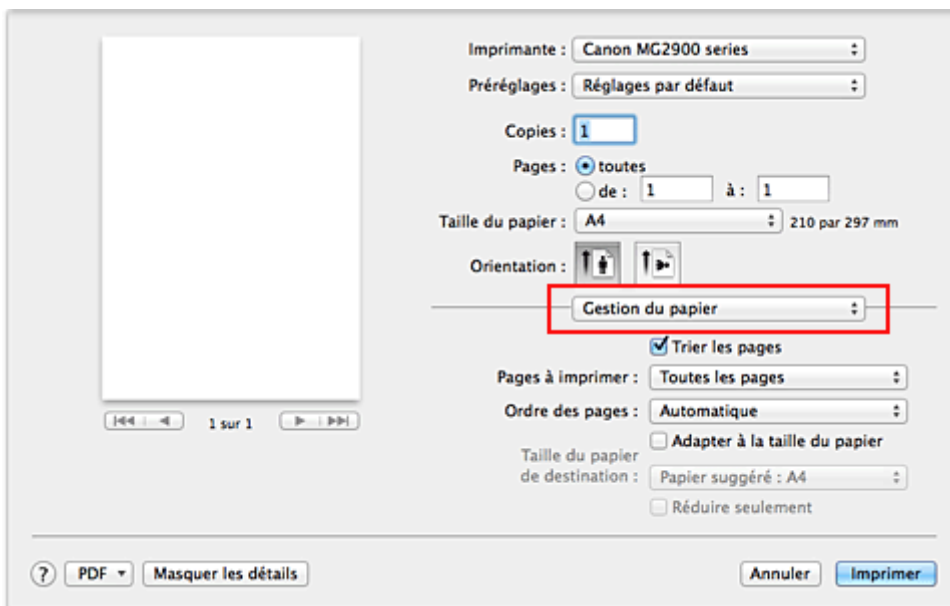 Imprimante : Canon MG2900 series
Préréglages : Réglages par défaut
Copies : 1
Pages : toutes
de : 1 à : 1
Taille du papier : A4 210 par 297 mm
Orientation :
Gestion du papier
Trier les pages
Pages à imprimer : Toutes les pages
Ordre des pages : Automatique
Adapter à la taille du papier
Taille du papier
de destination : Papier suggéré : A4
Réduire seulement
1 sur 1
? PDF Masquer les détails Annuler Imprimer